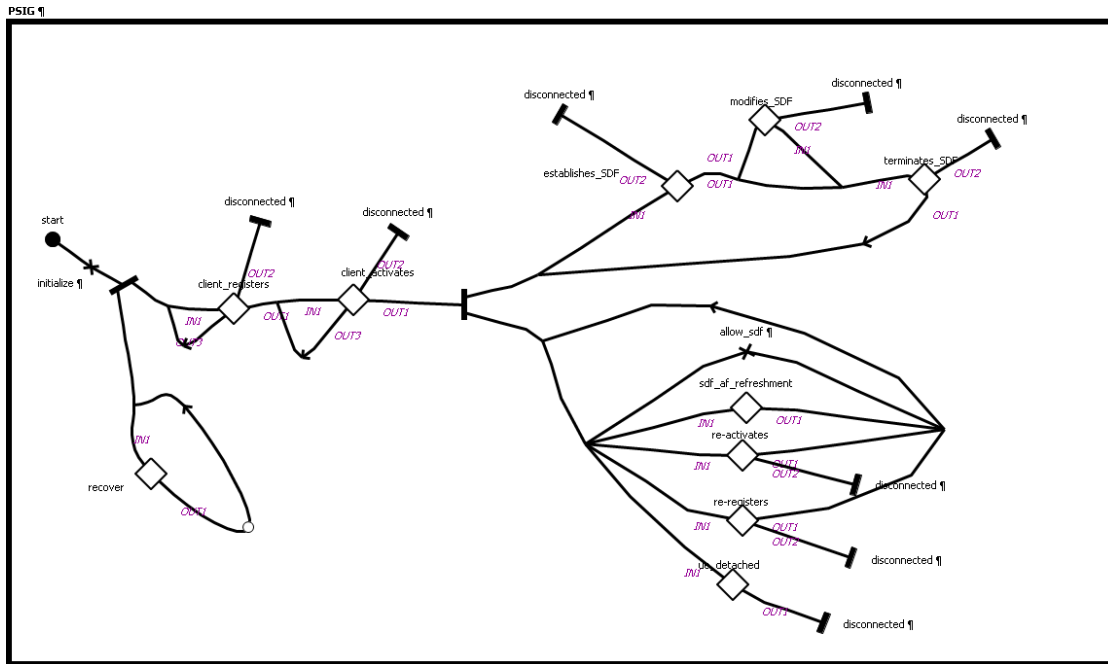 PSIG ¶
disconnected ¶
modifies_SDF
disconnected ¶
OUT2
disconnected ¶
OUT1
IN1
establishes_SDF
OUT2
OUT1
terminates_SDF
IN1
OUT2
disconnected ¶
disconnected ¶
IN1
OUT1
start
initialize ¶
client_registers
OUT2
client_activates
OUT2
IN1
OUT3
OUT1
IN1
OUT3
OUT1
allow_sdf ¶
sdf_af_refreshment
IN1
OUT1
re-activates
IN1
OUT1
OUT2
disconnected ¶
re-registers
IN1
OUT1
OUT2
disconnected ¶
IN1
OUT1
disconnected ¶
IN1
recover
OUT1